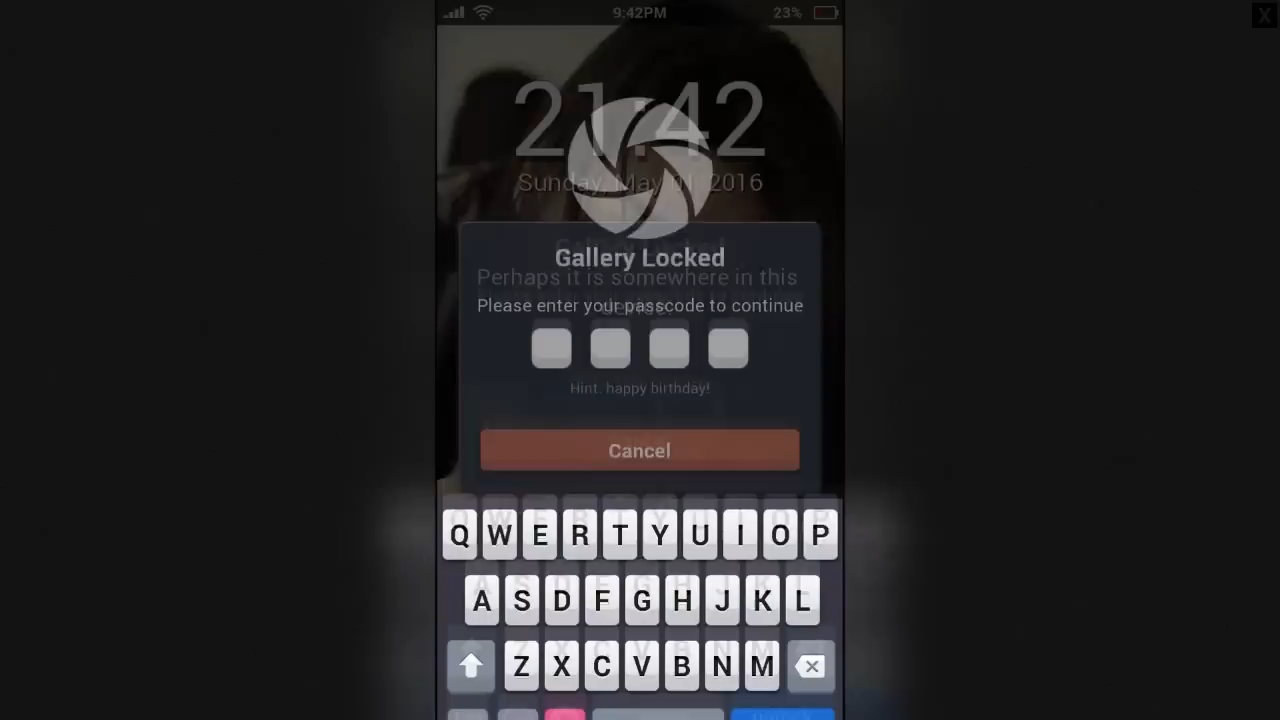 9:42PM 23% X
21:42
Sunday, May 01, 2016
Gallery Locked
Perhaps it is somewhere in this
Please enter your passcode to continue
device.
Hint. happy birthday!
Cancel
Q W E R T Y U I O P
A S D F G H J K L
Z X C V B N M